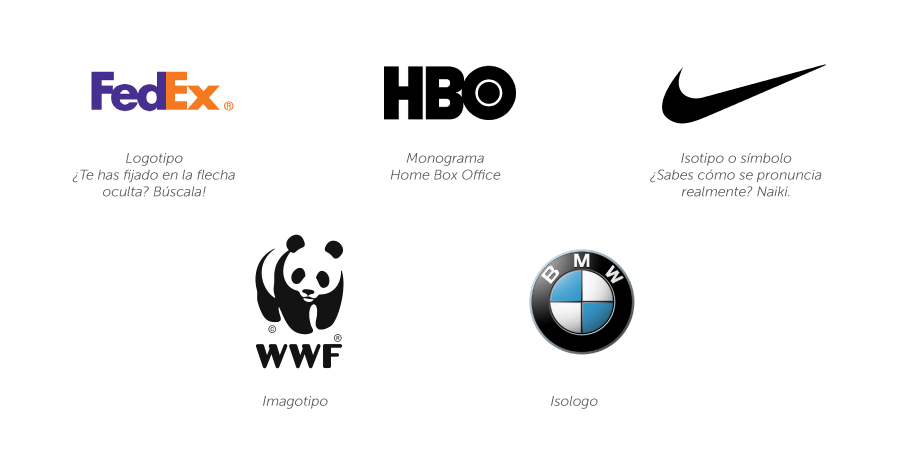 FedEx®
Logotipo
¿Te has fijado en la flecha
oculta? Búscala!
HBO
Monograma
Home Box Office
Isotipo o símbolo
¿Sabes cómo se pronuncia
realmente? Naiki.
©
®
WWF
Imagotipo
BMW
Isologo